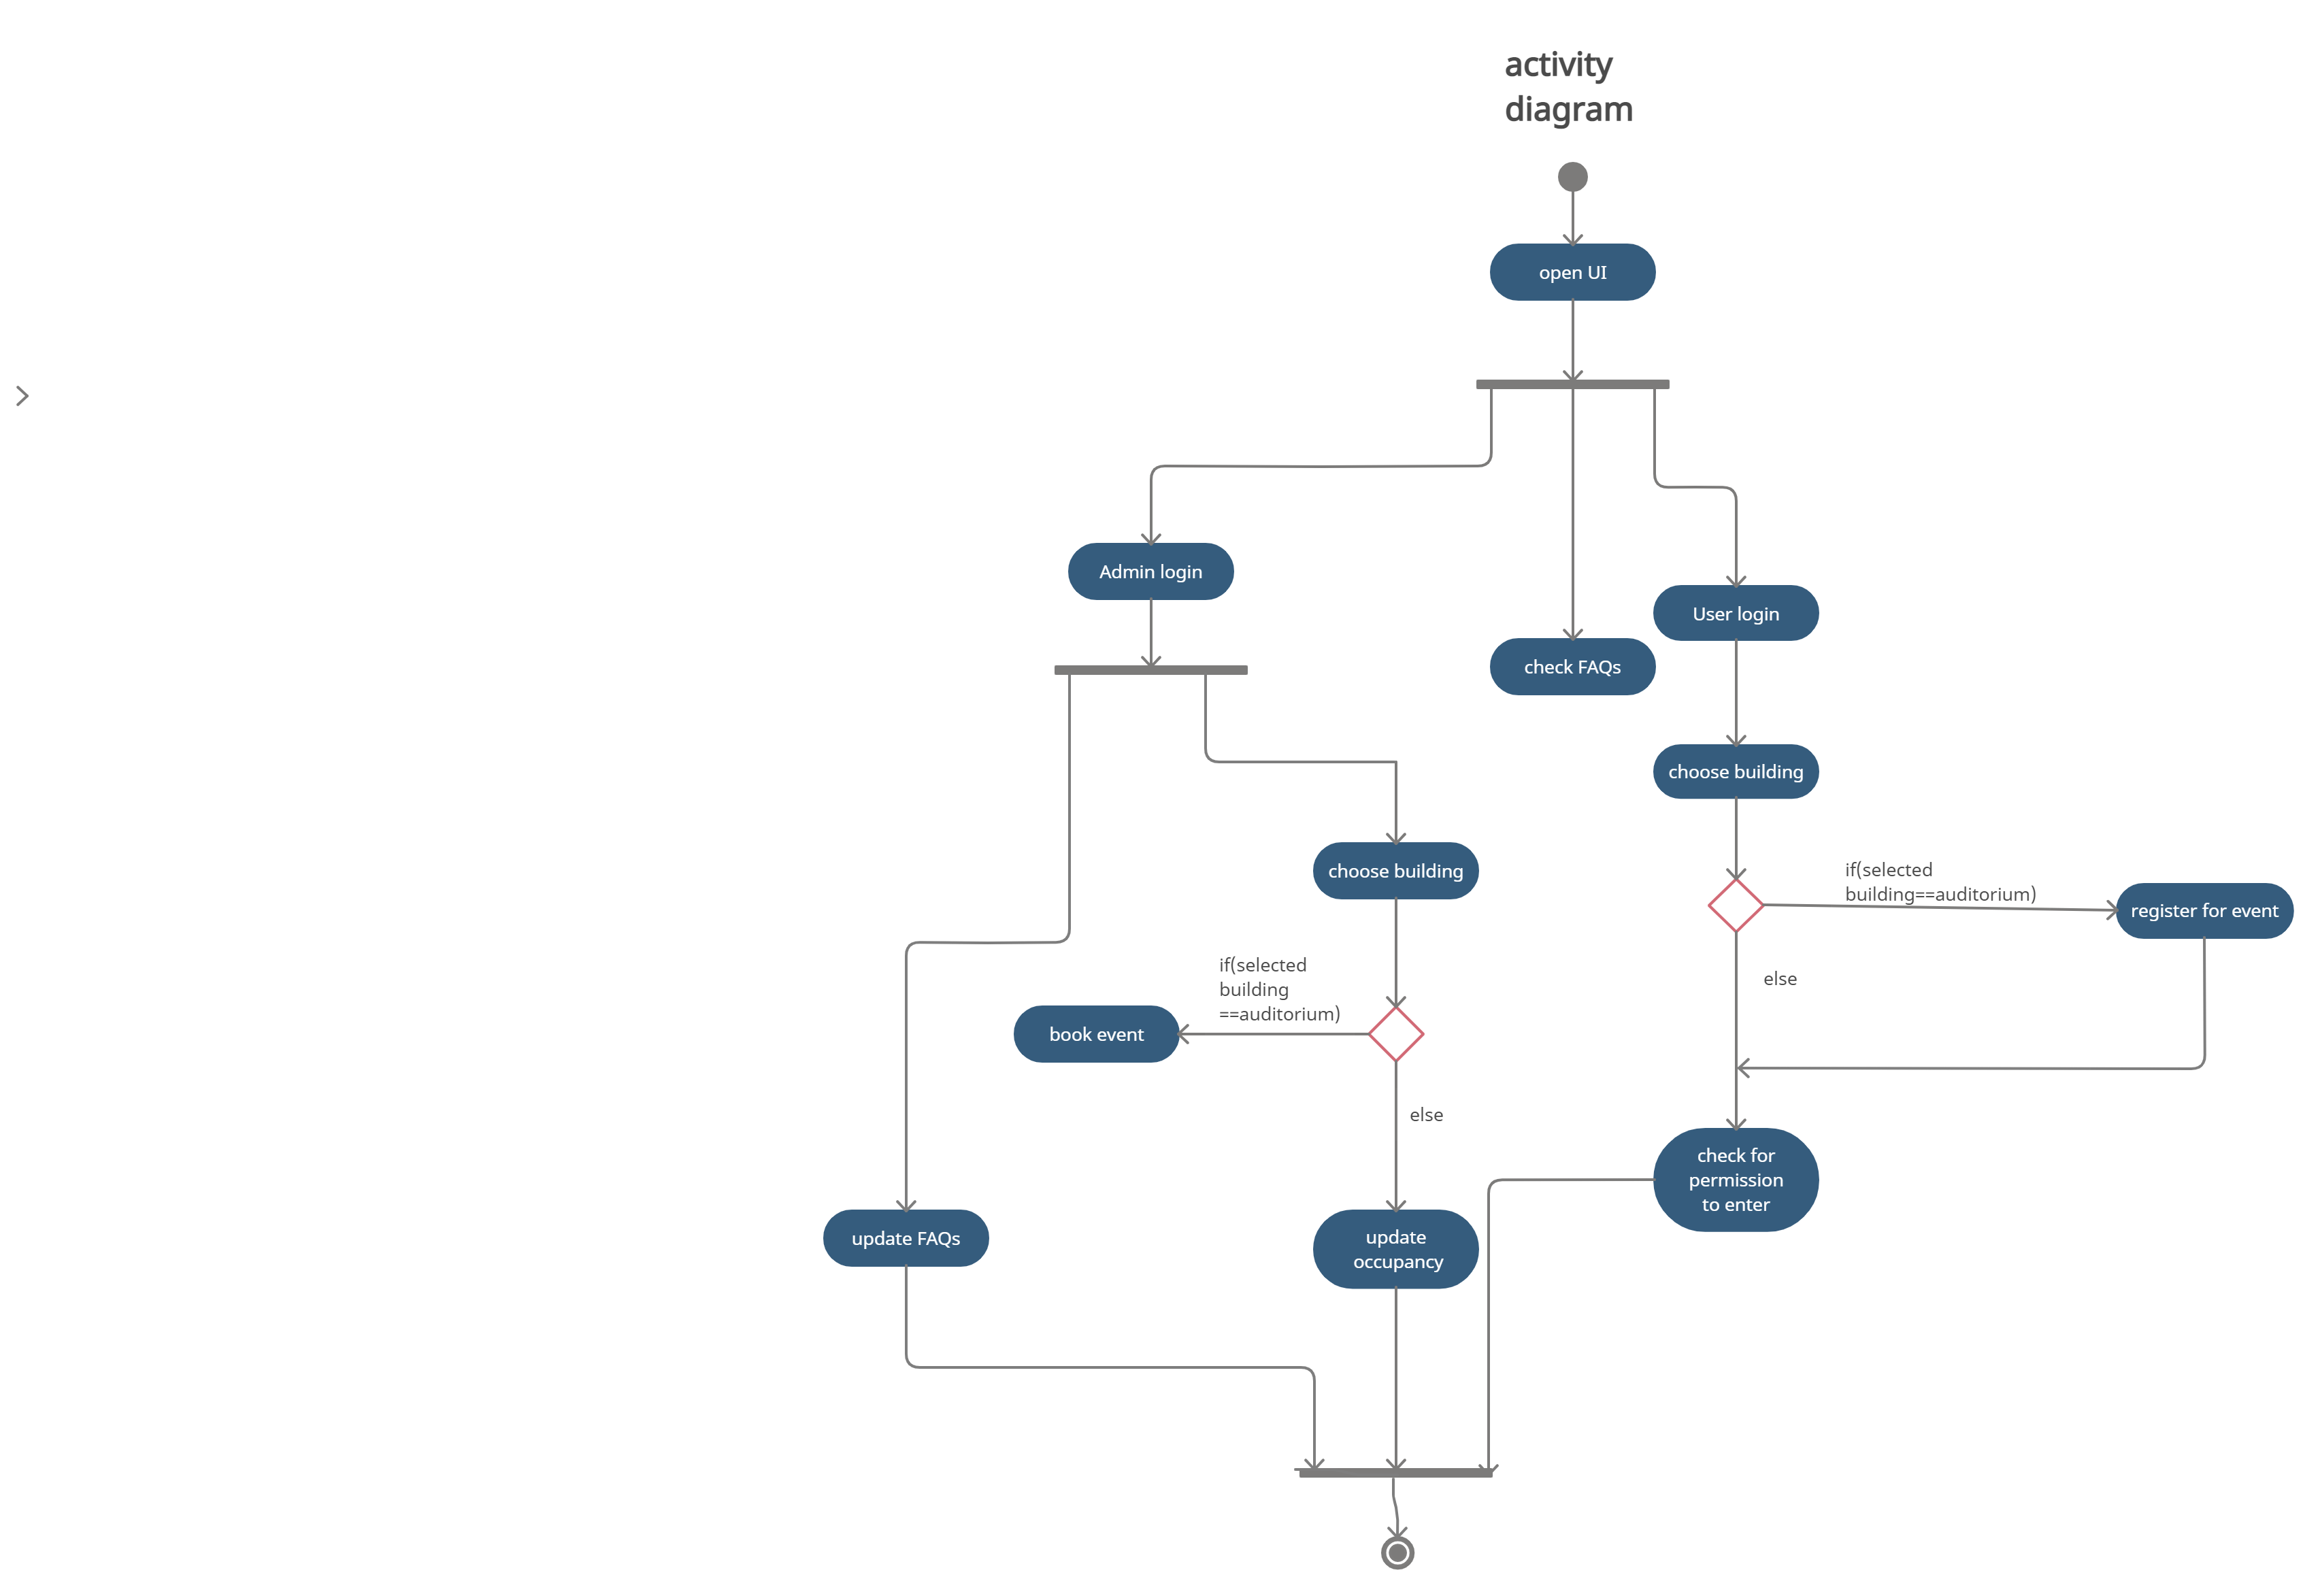 activity
diagram
open UI
Admin login
User login
check FAQs
choose building
choose building
if(selected
building==auditorium)
register for event
if(selected
building
==auditorium)
else
book event
else
check for
permission
to enter
update FAQs
update
occupancy